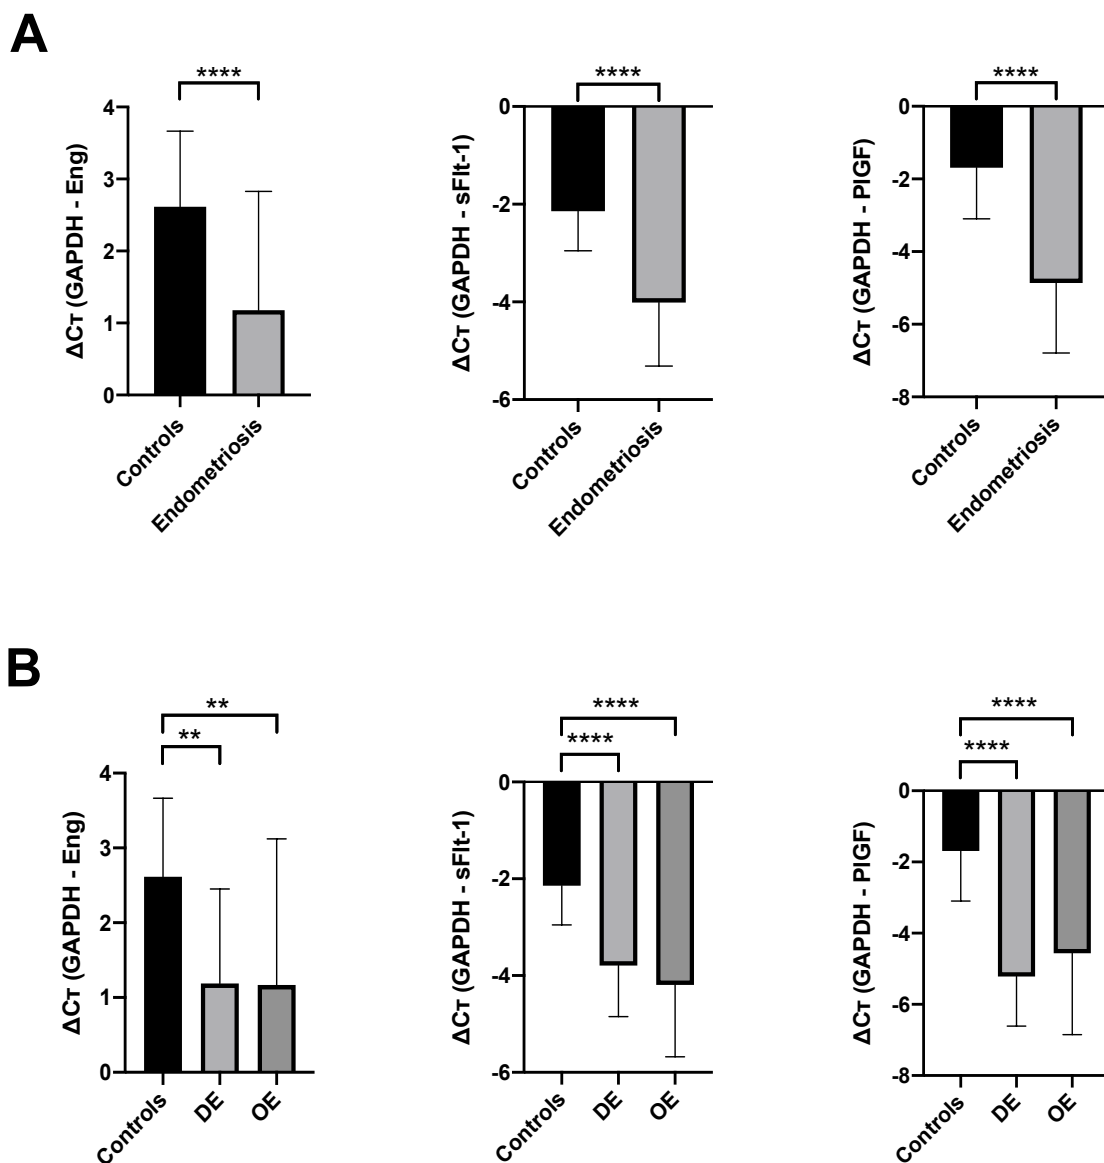 A
****
ΔCт (GAPDH - Eng)
4
3
2
1
0
Controls
Endometriosis
****
ΔCт (GAPDH - sFlt-1)
0
-2
-4
-6
Controls
Endometriosis
****
ΔCт (GAPDH - PlGF)
0
-2
-4
-6
-8
Controls
Endometriosis
B
**
**
ΔCт (GAPDH - Eng)
4
3
2
1
0
Controls
DE
OE
****
****
ΔCт (GAPDH - sFlt-1)
0
-2
-4
-6
Controls
DE
OE
****
****
ΔCт (GAPDH - PlGF)
0
-2
-4
-6
-8
Controls
DE
OE